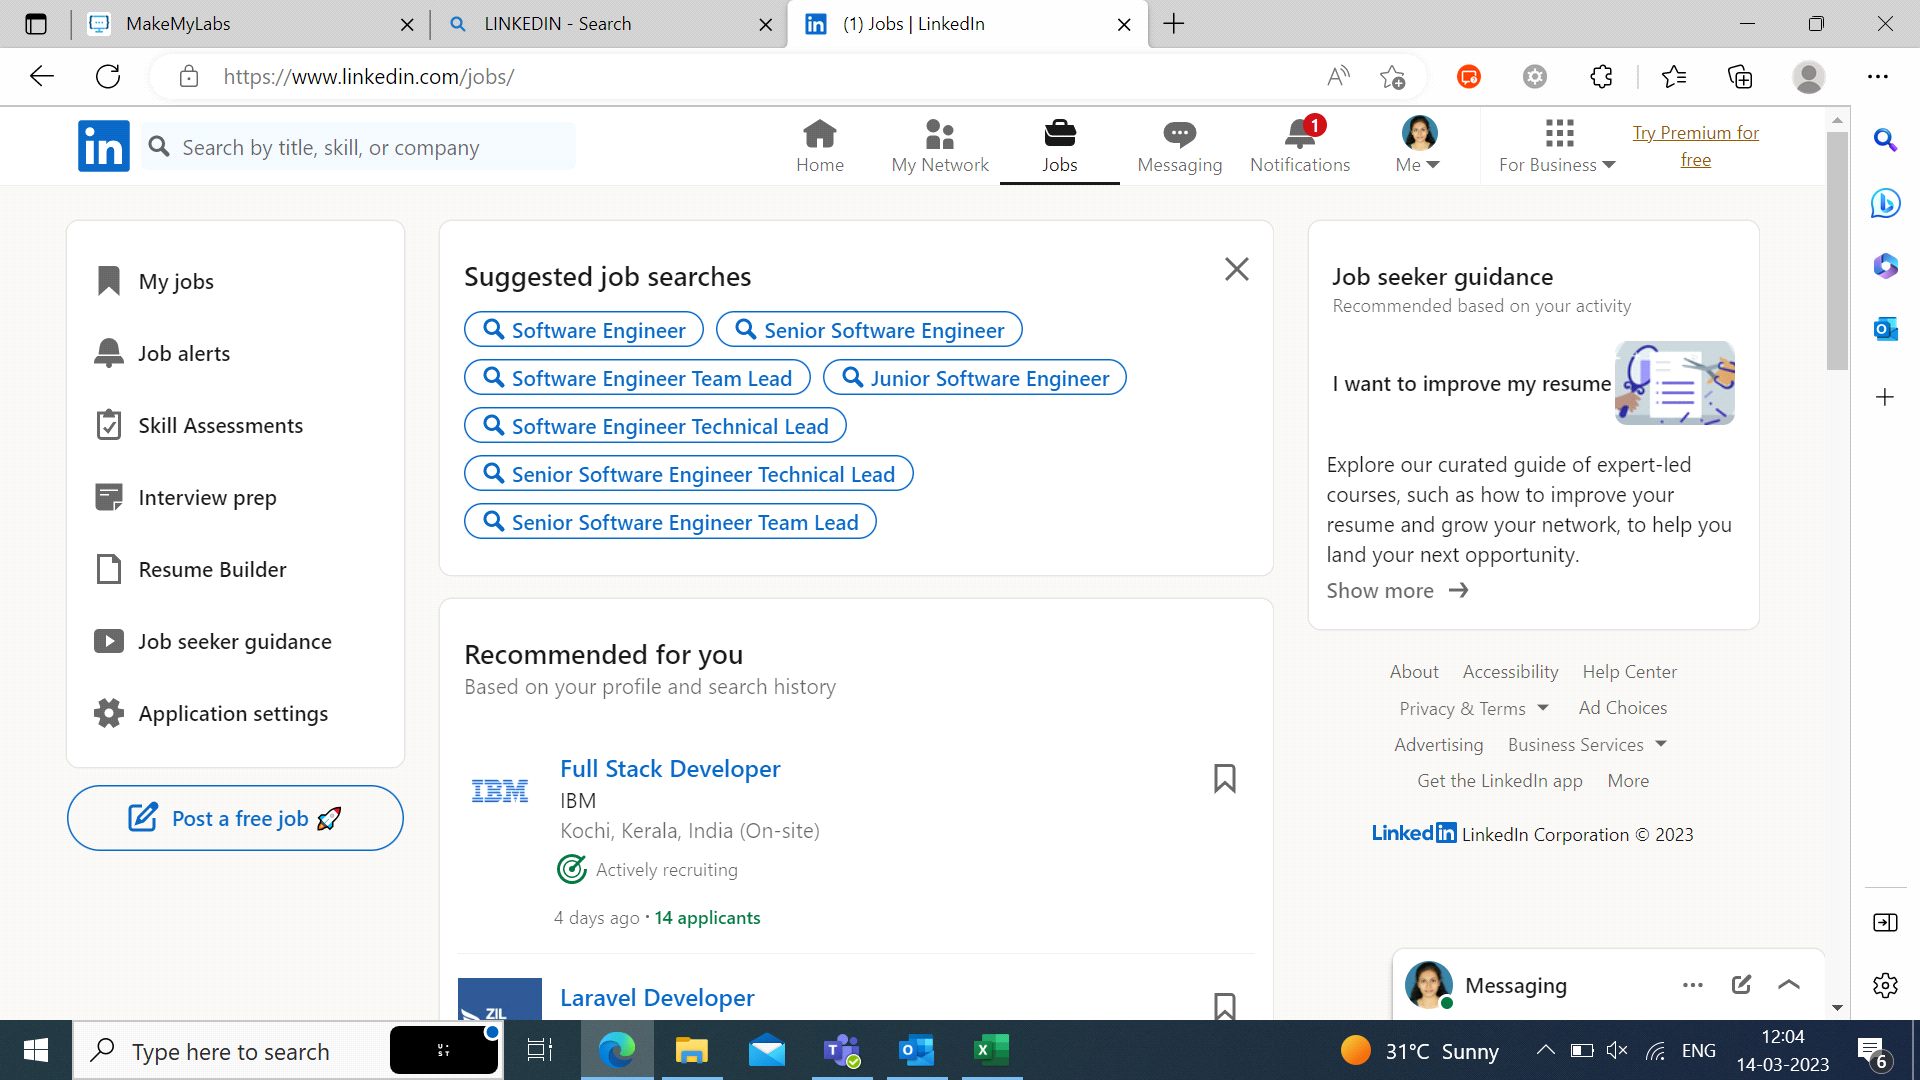 MakeMyLabs
LINKEDIN - Search
(1) Jobs | LinkedIn
https://www.linkedin.com/jobs/
in
Search by title, skill, or company
Home
My Network
Jobs
Messaging
1
Notifications
Me
For Business
Try Premium for
free
My jobs
Job alerts
Skill Assessments
Interview prep
Resume Builder
Job seeker guidance
Application settings
Post a free job
Suggested job searches
Software Engineer
Senior Software Engineer
Software Engineer Team Lead
Junior Software Engineer
Software Engineer Technical Lead
Senior Software Engineer Technical Lead
Senior Software Engineer Team Lead
Recommended for you
Based on your profile and search history
IBM
Full Stack Developer
IBM
Kochi, Kerala, India (On-site)
Actively recruiting
4 days ago · 14 applicants
ZIL
Laravel Developer
Job seeker guidance
Recommended based on your activity
I want to improve my resume
Explore our curated guide of expert-led
courses, such as how to improve your
resume and grow your network, to help you
land your next opportunity.
Show more
About Accessibility Help Center
Privacy & Terms Ad Choices
Advertising Business Services
Get the LinkedIn app More
LinkedIn LinkedIn Corporation © 2023
Messaging
Type here to search
U •
S T
31°C Sunny
ENG
12:04
14-03-2023
6